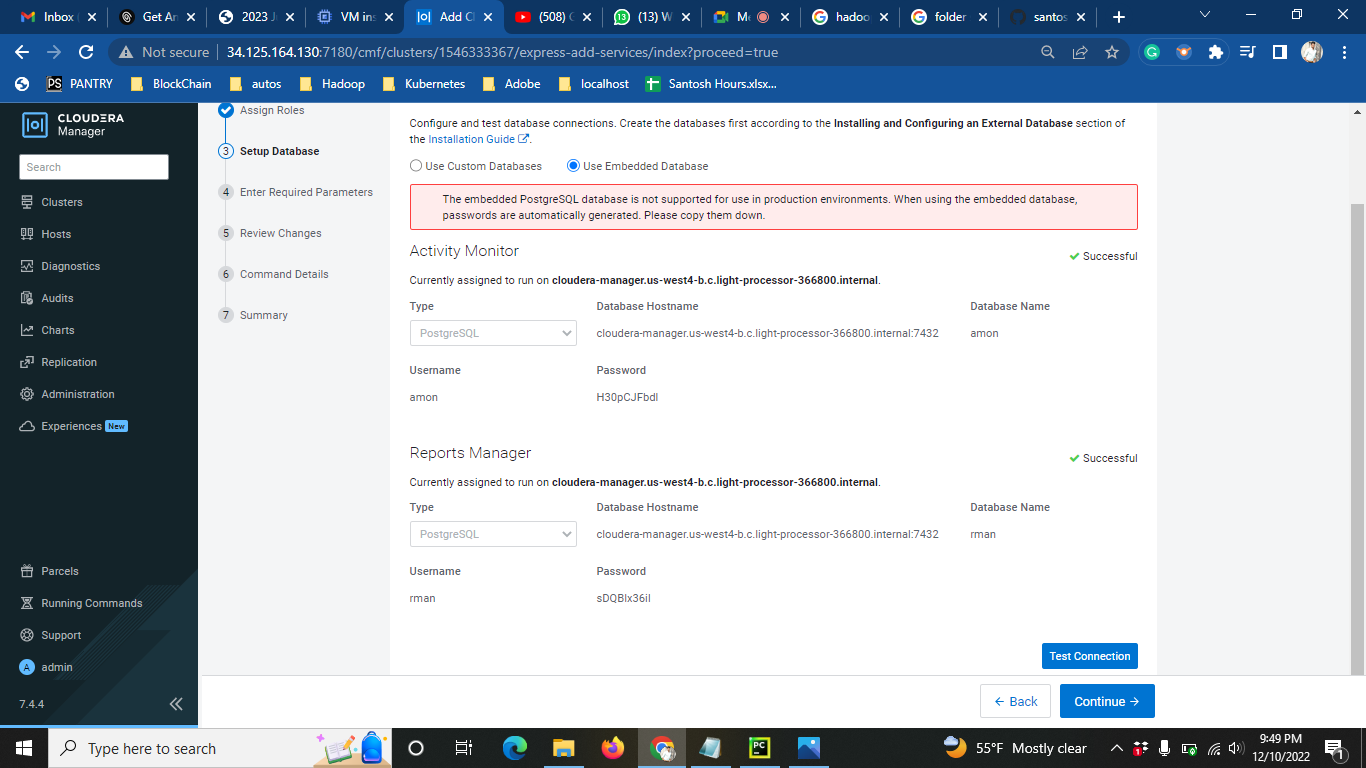 Inbox
Get An
2023 J
VM ins
Add Cl
(508)
(13) W
Me
hadoo
folder
santos
Not secure
34.125.164.130:7180/cmf/clusters/1546333367/express-add-services/index?proceed=true
PS PANTRY
BlockChain
autos
Hadoop
Kubernetes
Adobe
localhost
Santosh Hours.xlsx...
CLOUDERA
Manager
Search
Clusters
Hosts
Diagnostics
Audits
Charts
Replication
Administration
Experiences New
Parcels
Running Commands
Support
A admin
7.4.4
Assign Roles
3 Setup Database
4 Enter Required Parameters
5 Review Changes
6 Command Details
7 Summary
Configure and test database connections. Create the databases first according to the Installing and Configuring an External Database section of
the Installation Guide.
Use Custom Databases
Use Embedded Database
The embedded PostgreSQL database is not supported for use in production environments. When using the embedded database,
passwords are automatically generated. Please copy them down.
Activity Monitor
Successful
Currently assigned to run on cloudera-manager.us-west4-b.c.light-processor-366800.internal.
Type
Database Hostname
Database Name
PostgreSQL
cloudera-manager.us-west4-b.c.light-processor-366800.internal:7432
amon
Username
Password
amon
H30pCJFbdI
Reports Manager
Successful
Currently assigned to run on cloudera-manager.us-west4-b.c.light-processor-366800.internal.
Type
Database Hostname
Database Name
PostgreSQL
cloudera-manager.us-west4-b.c.light-processor-366800.internal:7432
rman
Username
Password
rman
sDQBlx36iI
Test Connection
← Back
Continue →
Type here to search
PC
55°F Mostly clear
9:49 PM
12/10/2022
1